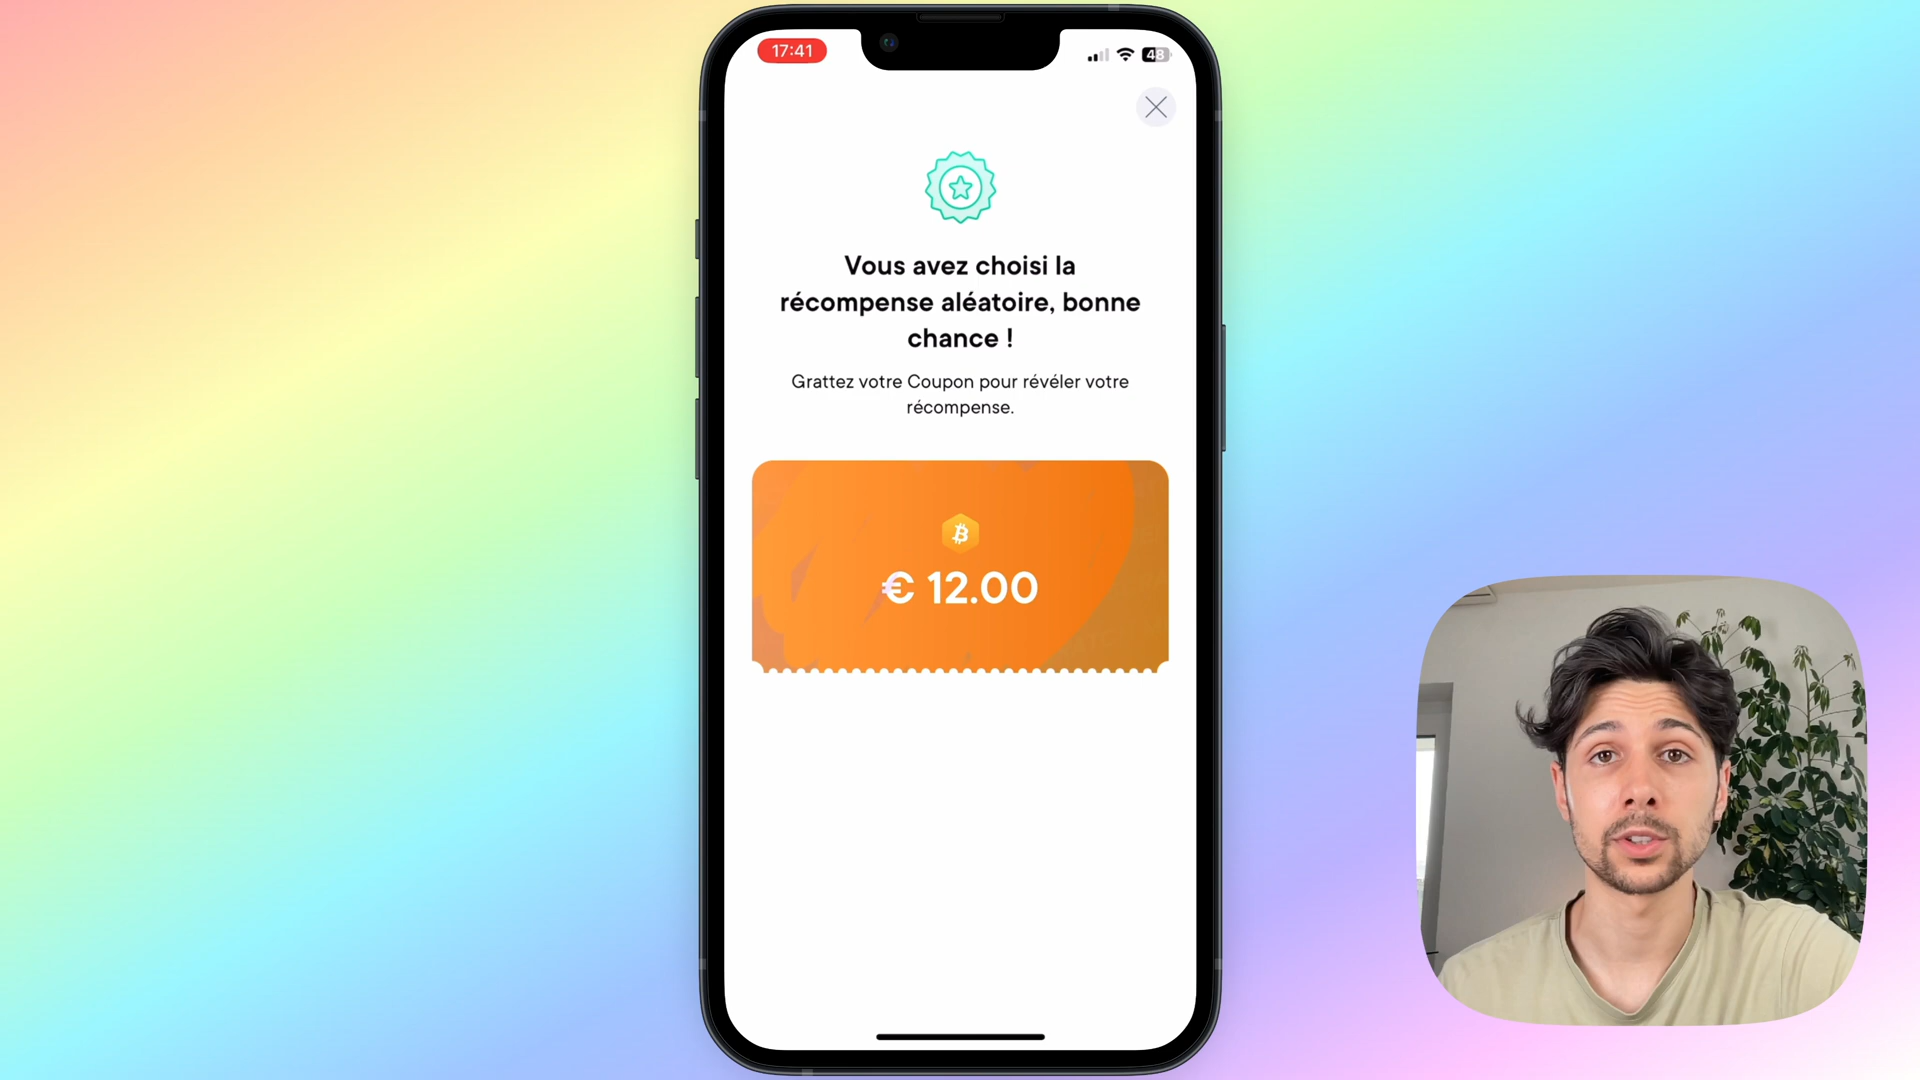 17:41
48
Vous avez choisi la
récompense aléatoire, bonne
chance !
Grattez votre Coupon pour révéler votre
récompense.
€ 12.00